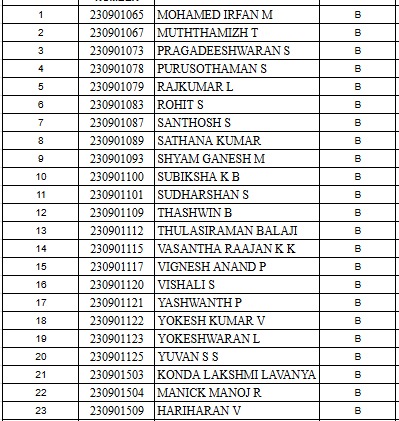 1 230901065 MOHAMED IRFAN M B
2 230901067 MUTHTHAMIZH T B
3 230901073 PRAGADEESHWARAN S B
4 230901078 PURUSOTHAMAN S B
5 230901079 RAJKUMAR L B
6 230901083 ROHIT S B
7 230901087 SANTHOSH S B
8 230901089 SATHANA KUMAR B
9 230901093 SHYAM GANESH M B
10 230901100 SUBIKSHA K B B
11 230901101 SUDHARSHAN S B
12 230901109 THASHWIN B B
13 230901112 THULASIRAMAN BALAJI B
14 230901115 VASANTHA RAAJAN K K B
15 230901117 VIGNESH ANAND P B
16 230901120 VISHALI S B
17 230901121 YASHWANTH P B
18 230901122 YOKESH KUMAR V B
19 230901123 YOKESHWARAN L B
20 230901125 YUVAN S S B
21 230901503 KONDA LAKSHMI LAVANYA B
22 230901504 MANICK MANOJ R B
23 230901509 HARIHARAN V B